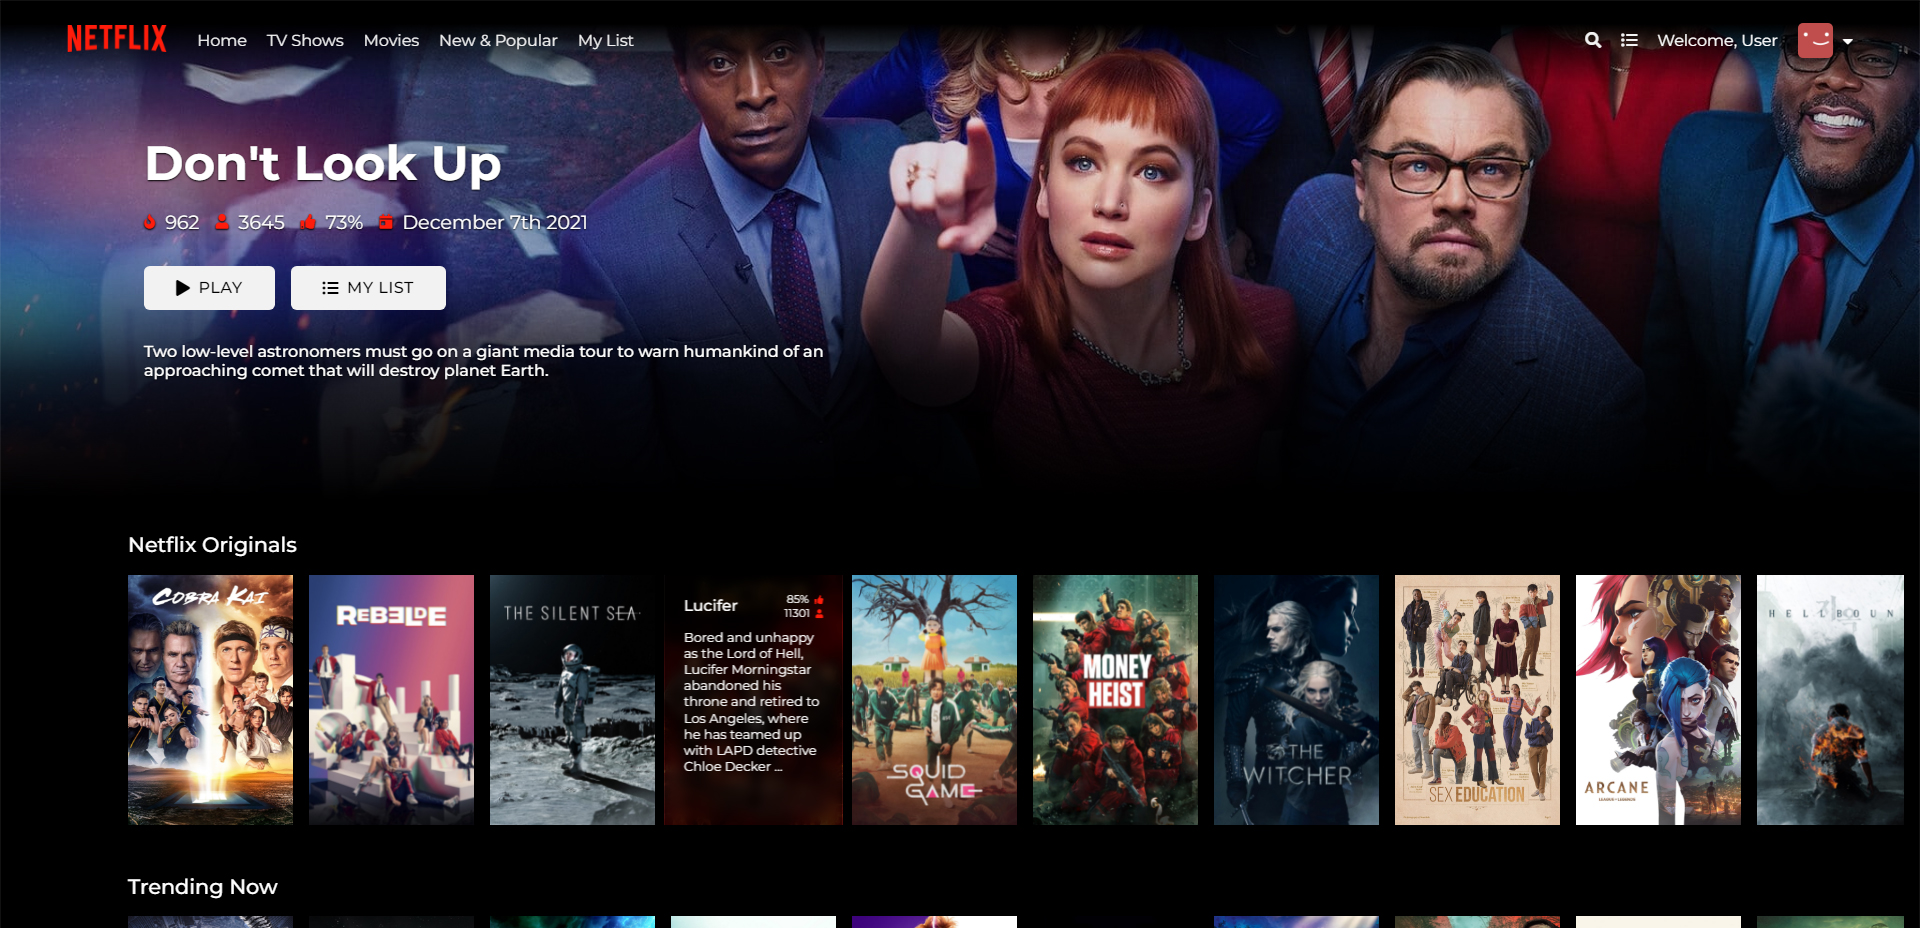 NETFLIX Home TV Shows Movies New & Popular My List Welcome, User
Don't Look Up
962 3645 73% December 7th 2021
PLAY MY LIST
Two low-level astronomers must go on a giant media tour to warn humankind of an
approaching comet that will destroy planet Earth.
Netflix Originals
COBRA KAI
REBELDE
THE SILENT SEA
Lucifer
85%
11301
Bored and unhappy
as the Lord of Hell,
Lucifer Morningstar
abandoned his
throne and retired to
Los Angeles, where
he has teamed up
with LAPD detective
Chloe Decker ...
SQUID
GAME
MONEY
HEIST
THE
WITCHER
SEX EDUCATION
ARCANE
HELLBOUN
Trending Now